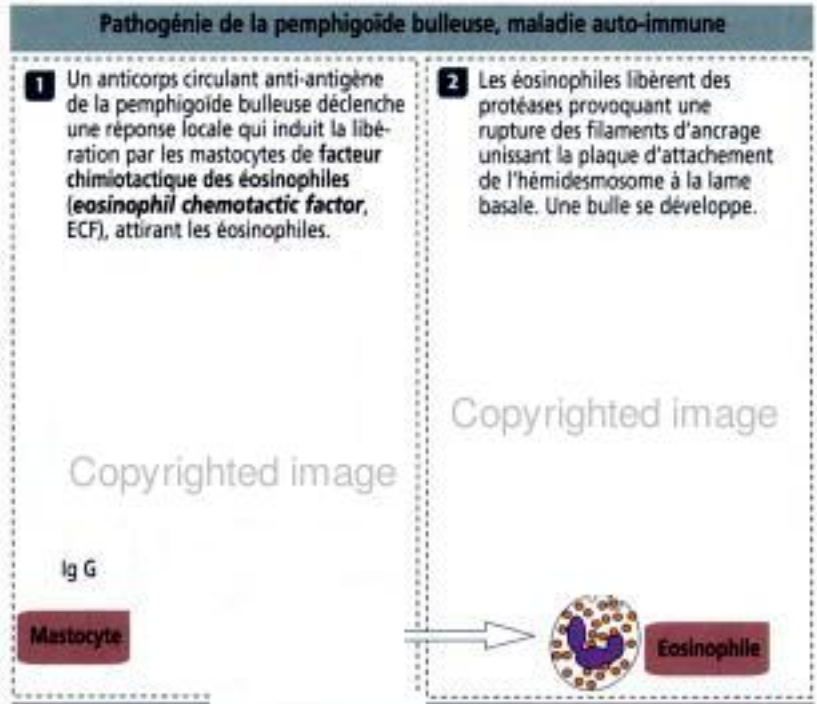 Pathogénie de la pemphigoïde bulleuse, maladie auto-immune
1 Un anticorps circulant anti-antigène
de la pemphigoïde bulleuse déclenche
une réponse locale qui induit la libé-
ration par les mastocytes de facteur
chimiotactique des éosinophiles
(eosinophil chemotactic factor,
ECF), attirant les éosinophiles.
Copyrighted image
Ig G
Mastocyte
2 Les éosinophiles libèrent des
protéases provoquant une
rupture des filaments d'ancrage
unissant la plaque d'attachement
de l'hémidesmosome à la lame
basale. Une bulle se développe.
Copyrighted image
Eosinophile